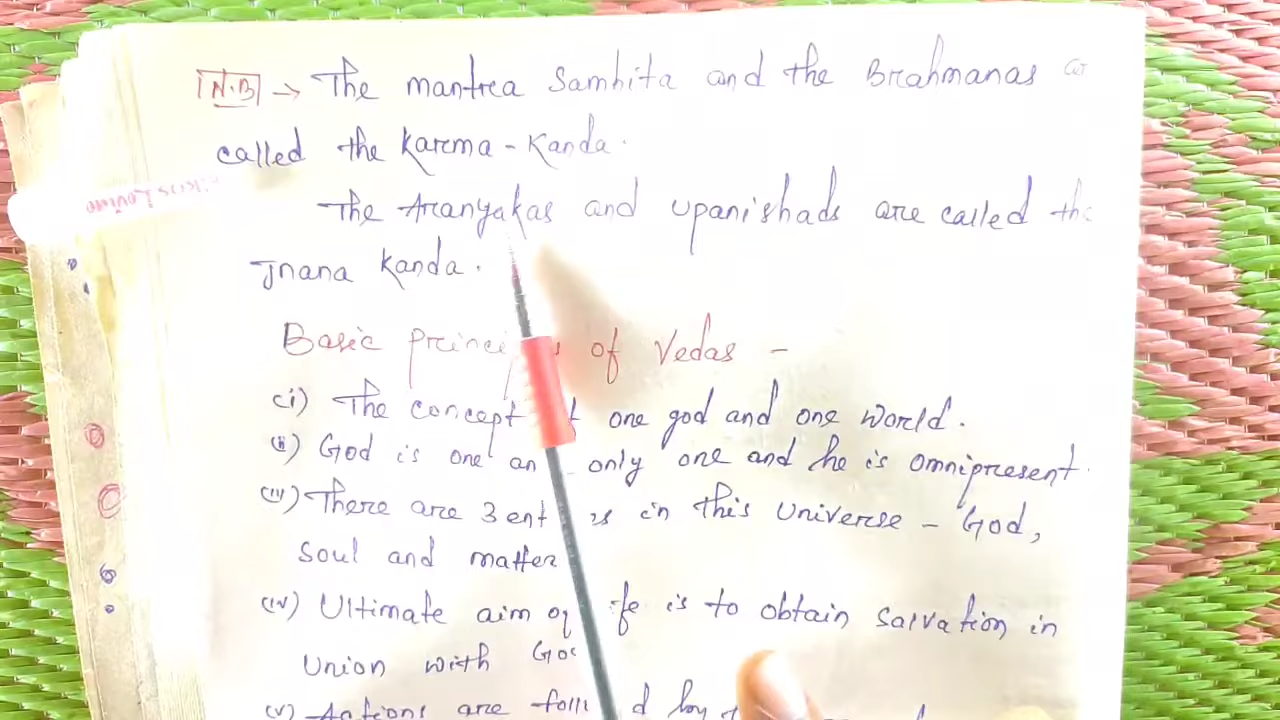 N.B → The mantra Samhita and the Brahmanas
called the Karma - Kanda.
The Aranyakas and Upanishads are called the
Jnana Kanda.
Basic of Vedas -
(i) The concept one god and one World.
(ii) God is one only one and he is omnipresent.
(iii) There are 3 in this Universe - God,
Soul and matter
(iv) Ultimate aim is to obtain Salvation in
Union with
(v) Actions are